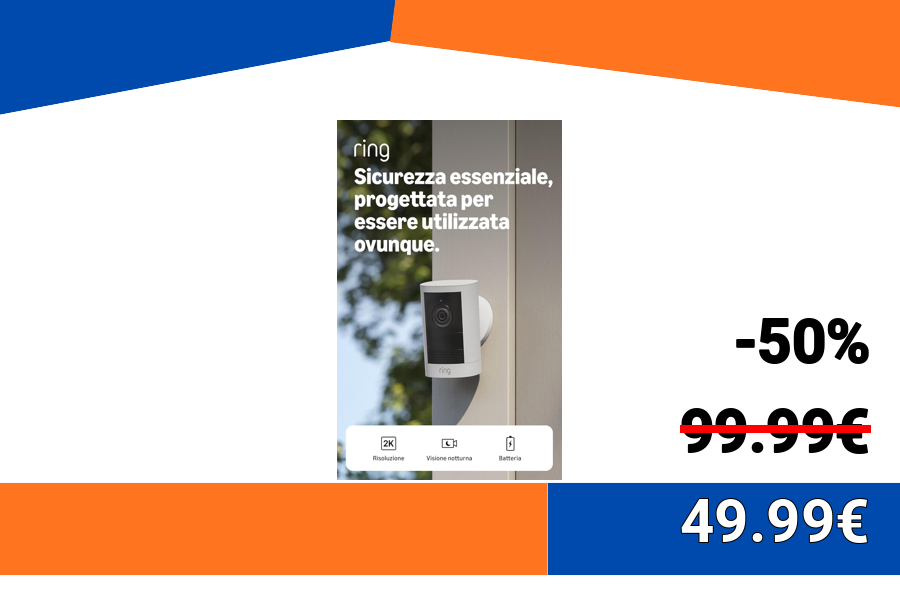 ring
Sicurezza essenziale,
progettata per
essere utilizzata
ovunque.
ring
2K
Risoluzione
Visione notturna
Batteria
-50%
99.99€
49.99€